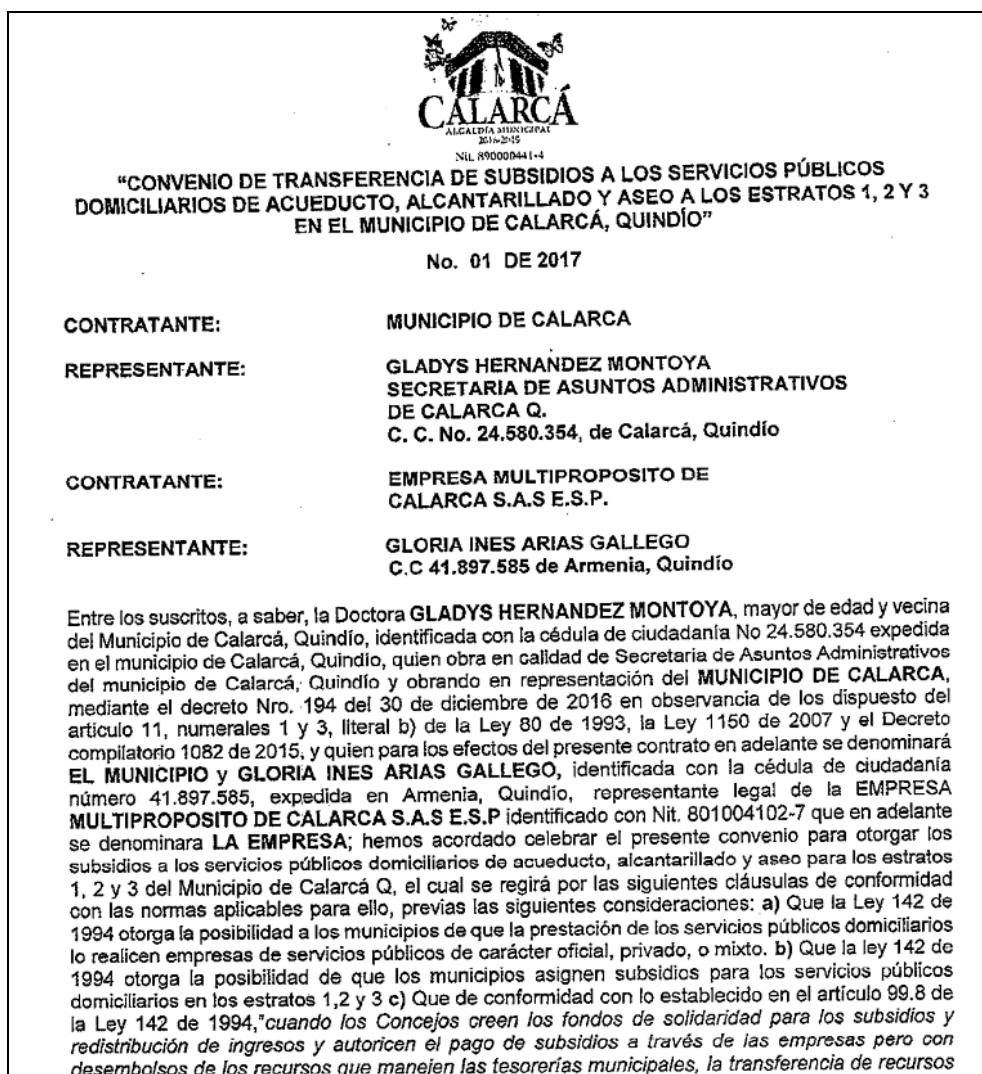 CALARCÁ
ALCALDÍA MUNICIPAL
2016-2019
Nit. 890000441-4
"CONVENIO DE TRANSFERENCIA DE SUBSIDIOS A LOS SERVICIOS PÚBLICOS
DOMICILIARIOS DE ACUEDUCTO, ALCANTARILLADO Y ASEO A LOS ESTRATOS 1, 2 Y 3
EN EL MUNICIPIO DE CALARCÁ, QUINDÍO"
No. 01 DE 2017
CONTRATANTE: MUNICIPIO DE CALARCA
REPRESENTANTE: GLADYS HERNANDEZ MONTOYA
SECRETARIA DE ASUNTOS ADMINISTRATIVOS
DE CALARCA Q.
C. C. No. 24.580.354, de Calarcá, Quindío
CONTRATANTE: EMPRESA MULTIPROPOSITO DE
CALARCA S.A.S E.S.P.
REPRESENTANTE: GLORIA INES ARIAS GALLEGO
C.C 41.897.585 de Armenia, Quindío
Entre los suscritos, a saber, la Doctora GLADYS HERNANDEZ MONTOYA, mayor de edad y vecina
del Municipio de Calarcá, Quindío, identificada con la cédula de ciudadanía No 24.580.354 expedida
en el municipio de Calarcá, Quindío, quien obra en calidad de Secretaria de Asuntos Administrativos
del municipio de Calarcá, Quindío y obrando en representación del MUNICIPIO DE CALARCA,
mediante el decreto Nro. 194 del 30 de diciembre de 2016 en observancia de los dispuesto del
artículo 11, numerales 1 y 3, literal b) de la Ley 80 de 1993, la Ley 1150 de 2007 y el Decreto
compilatorio 1082 de 2015, y quien para los efectos del presente contrato en adelante se denominará
EL MUNICIPIO y GLORIA INES ARIAS GALLEGO, identificada con la cédula de ciudadanía
número 41.897.585, expedida en Armenia, Quindío, representante legal de la EMPRESA
MULTIPROPOSITO DE CALARCA S.A.S E.S.P identificado con Nit. 801004102-7 que en adelante
se denominara LA EMPRESA; hemos acordado celebrar el presente convenio para otorgar los
subsidios a los servicios públicos domiciliarios de acueducto, alcantarillado y aseo para los estratos
1, 2 y 3 del Municipio de Calarcá Q, el cual se regirá por las siguientes cláusulas de conformidad
con las normas aplicables para ello, previas las siguientes consideraciones: a) Que la Ley 142 de
1994 otorga la posibilidad a los municipios de que la prestación de los servicios públicos domiciliarios
lo realicen empresas de servicios públicos de carácter oficial, privado, o mixto. b) Que la ley 142 de
1994 otorga la posibilidad de que los municipios asignen subsidios para los servicios públicos
domiciliarios en los estratos 1,2 y 3 c) Que de conformidad con lo establecido en el artículo 99.8 de
la Ley 142 de 1994,"cuando los Concejos creen los fondos de solidaridad para los subsidios y
redistribución de ingresos y autoricen el pago de subsidios a través de las empresas pero con
desembolsos de los recursos que manejen las tesorerías municipales, la transferencia de recursos